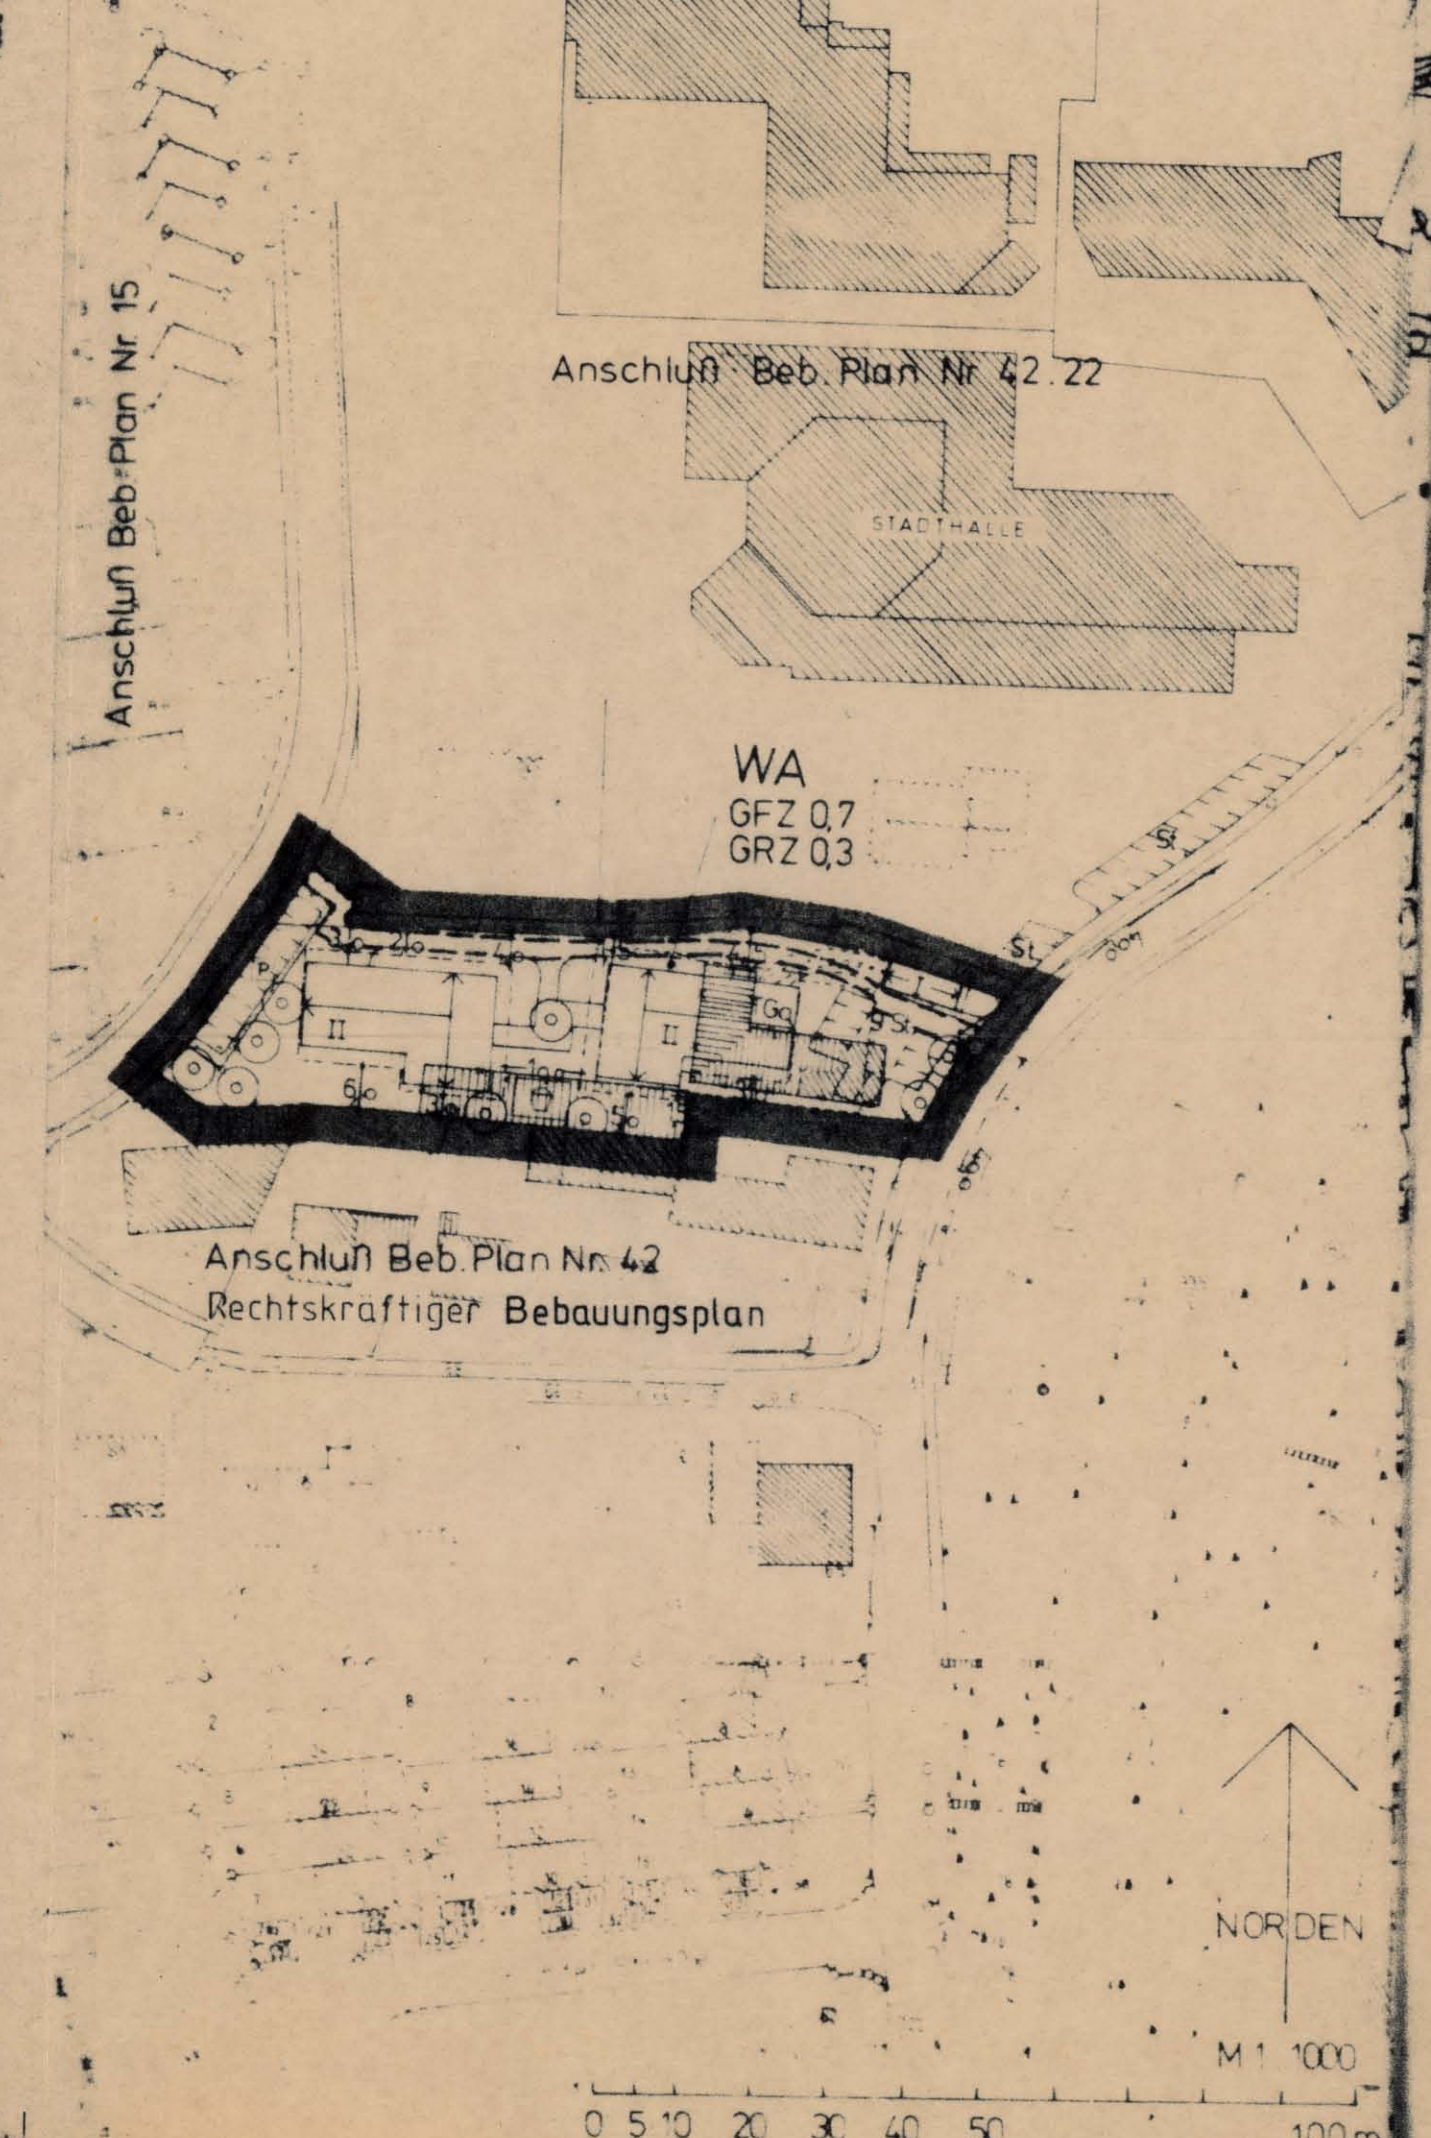 Anschluß Beb.Plan Nr 15
Anschluß Beb. Plan Nr 42.22
STADTHALLE
WA
GFZ 0,7
GRZ 0,3
St
St
P
II
II
Ga
Anschluß Beb. Plan Nr. 42
Rechtskräftiger Bebauungsplan
NORDEN
M 1 1000
0 5 10 20 30 40 50 100 m